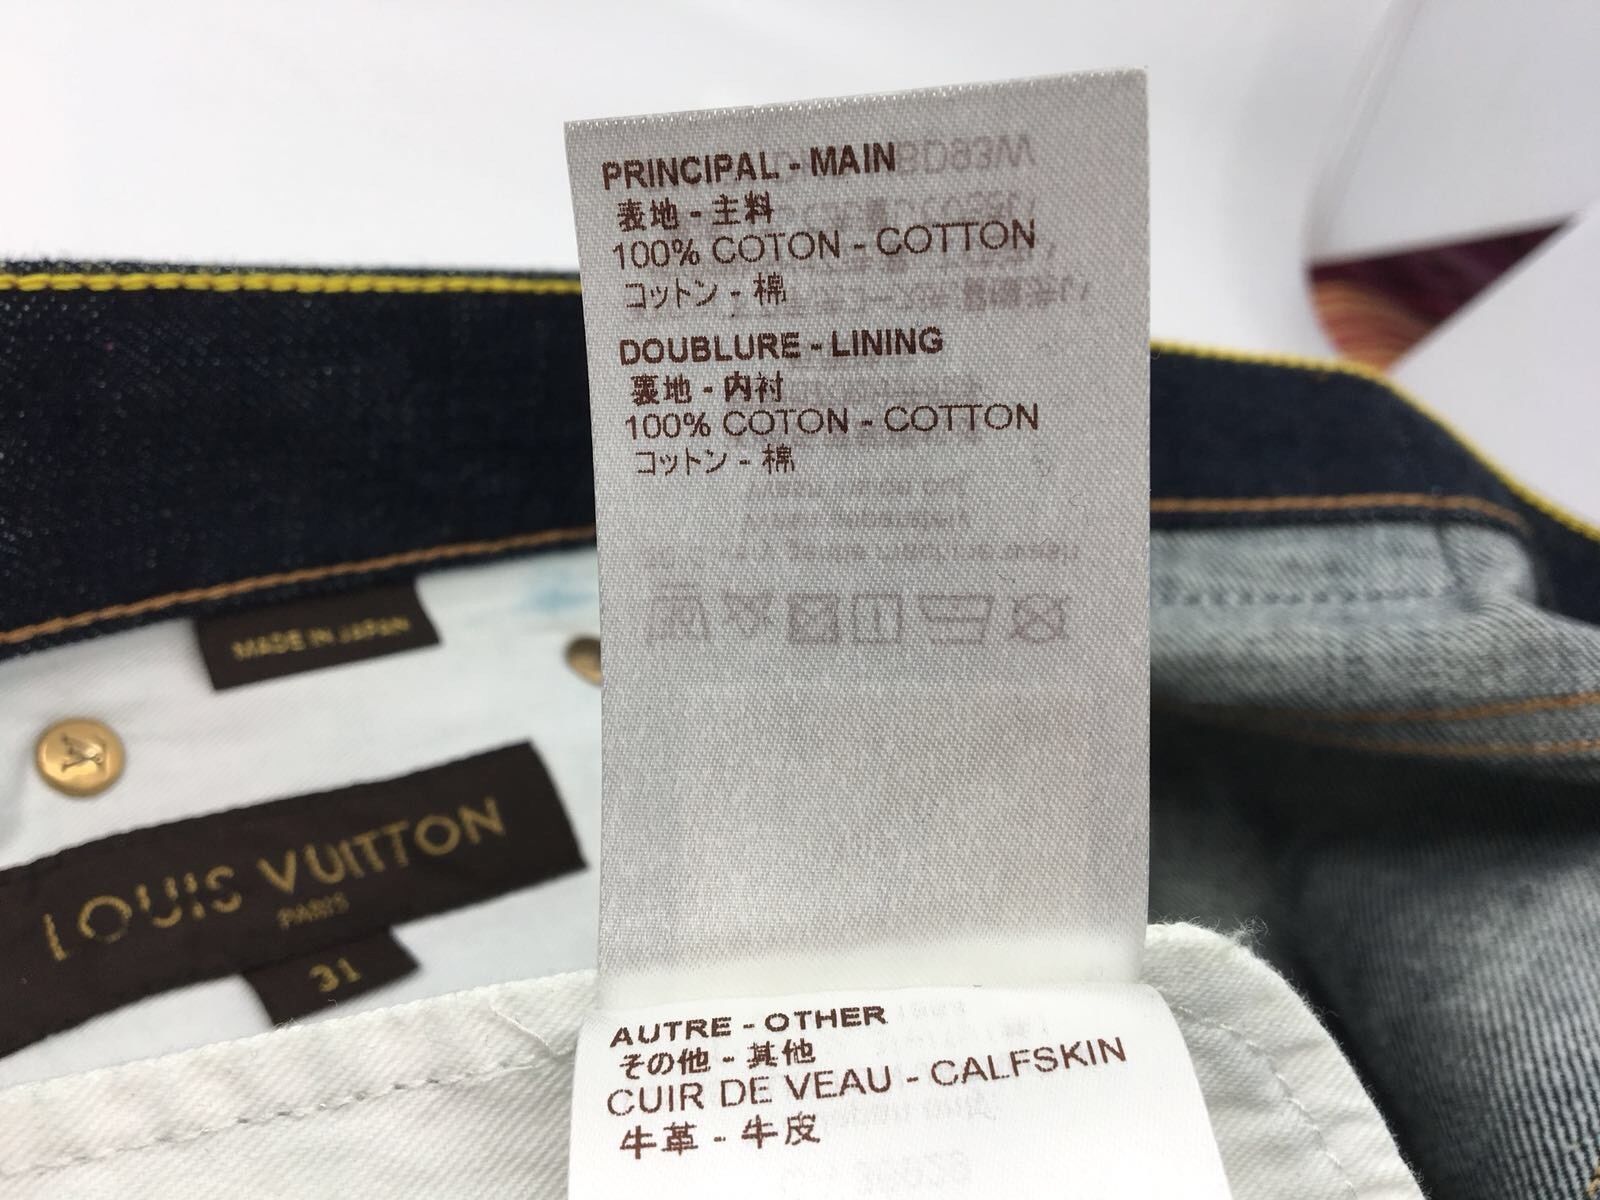 PRINCIPAL - MAIN
表地 - 主料
100% COTON - COTTON
コットン - 棉
DOUBLURE - LINING
裏地 - 内衬
100% COTON - COTTON
コットン - 棉
MADE IN JAPAN
LOUIS VUITTON
PARIS
31
AUTRE - OTHER
その他 - 其他
CUIR DE VEAU - CALFSKIN
牛革 - 牛皮